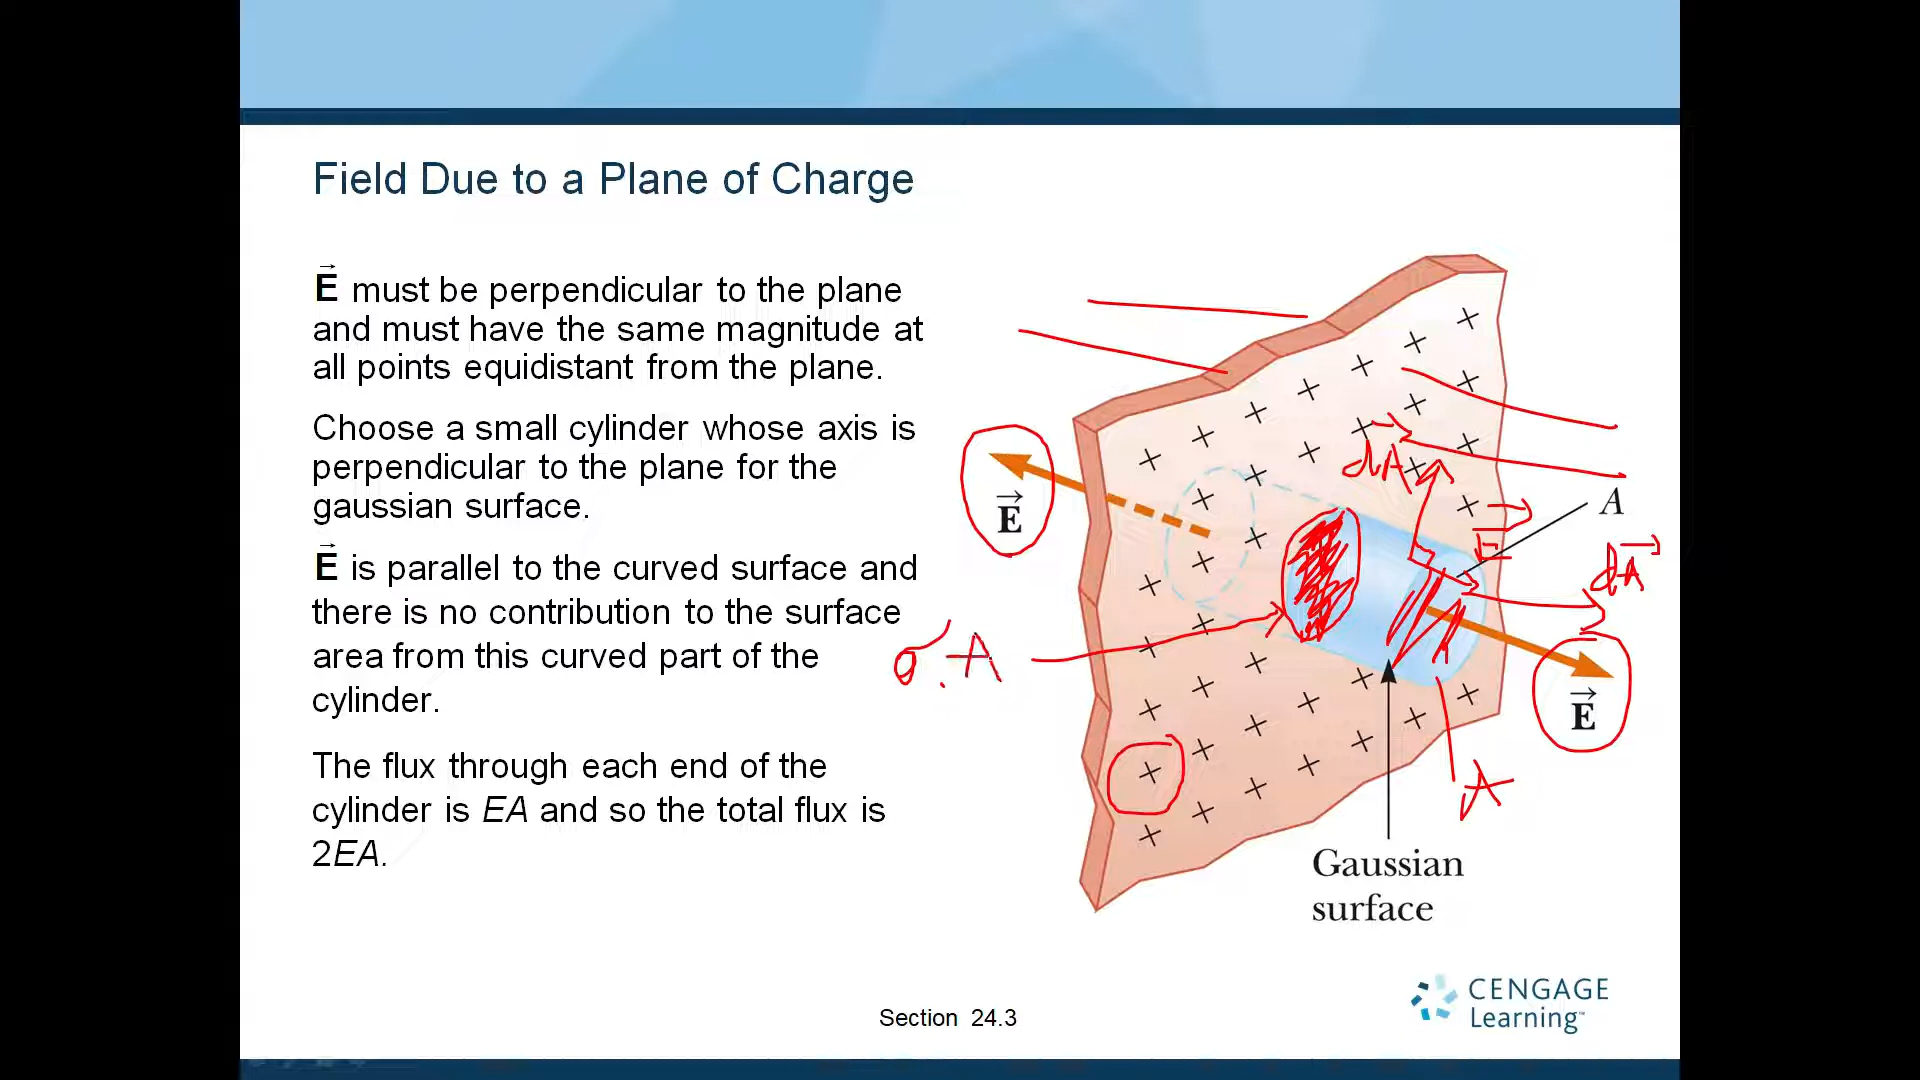 Field Due to a Plane of Charge
E must be perpendicular to the plane
and must have the same magnitude at
all points equidistant from the plane.
Choose a small cylinder whose axis is
perpendicular to the plane for the
gaussian surface.
E is parallel to the curved surface and
there is no contribution to the surface
area from this curved part of the
cylinder.
The flux through each end of the
cylinder is EA and so the total flux is
2EA.
dA
E
A
E
dA
σ.A
E
A
Gaussian
surface
CENGAGE
Learning™
Section 24.3